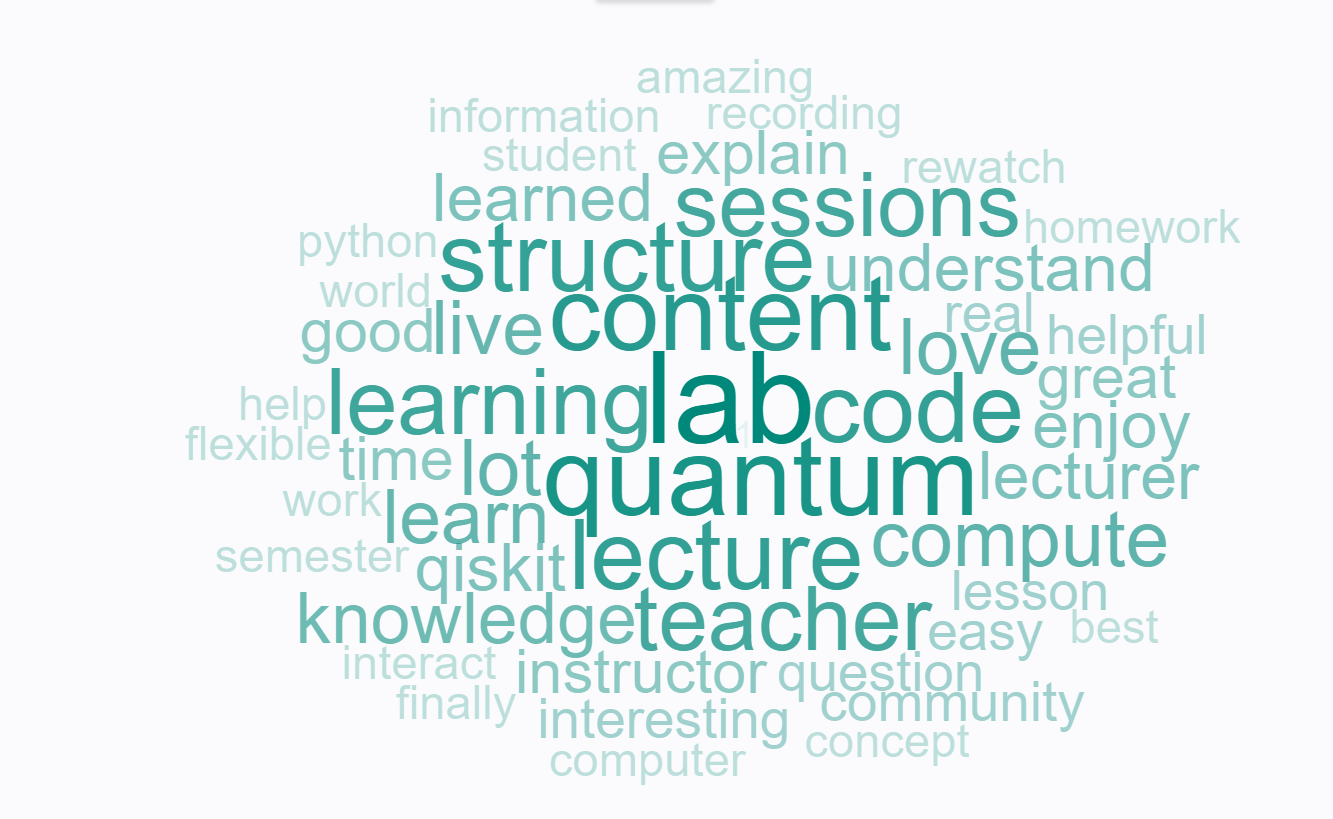 amazing
information recording
student explain rewatch
learned sessions
python structure homework
world understand
good live content real
love helpful
great
help learning lab code enjoy
flexible time lot quantum lecturer
work learn
semester qiskit lecture compute
lesson
knowledge teacher easy best
interact instructor question
finally interesting community
computer concept